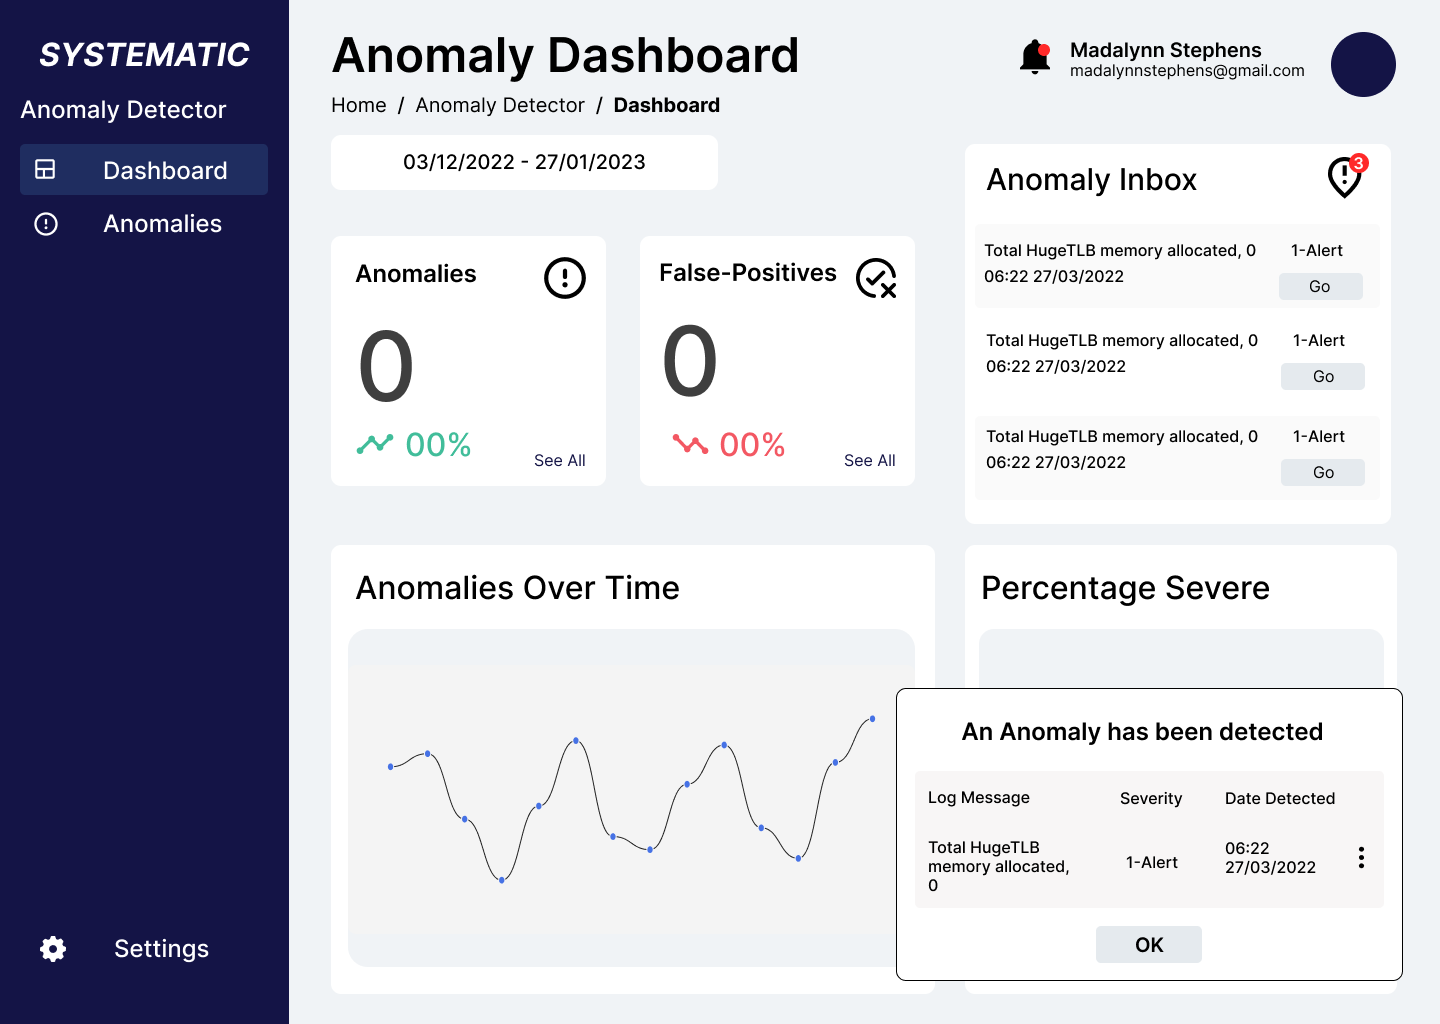 SYSTEMATIC
Anomaly Detector
Dashboard
Anomalies
Settings
Anomaly Dashboard
Home / Anomaly Detector / Dashboard
Madalynn Stephens
madalynnstephens@gmail.com
03/12/2022 - 27/01/2023
Anomalies
0
00%
See All
False-Positives
0
00%
See All
Anomaly Inbox
3
Total HugeTLB memory allocated, 0
1-Alert
06:22 27/03/2022
Go
Total HugeTLB memory allocated, 0
1-Alert
06:22 27/03/2022
Go
Total HugeTLB memory allocated, 0
1-Alert
06:22 27/03/2022
Go
Anomalies Over Time
Percentage Severe
An Anomaly has been detected
Log Message
Severity
Date Detected
Total HugeTLB
memory allocated,
0
1-Alert
06:22
27/03/2022
OK